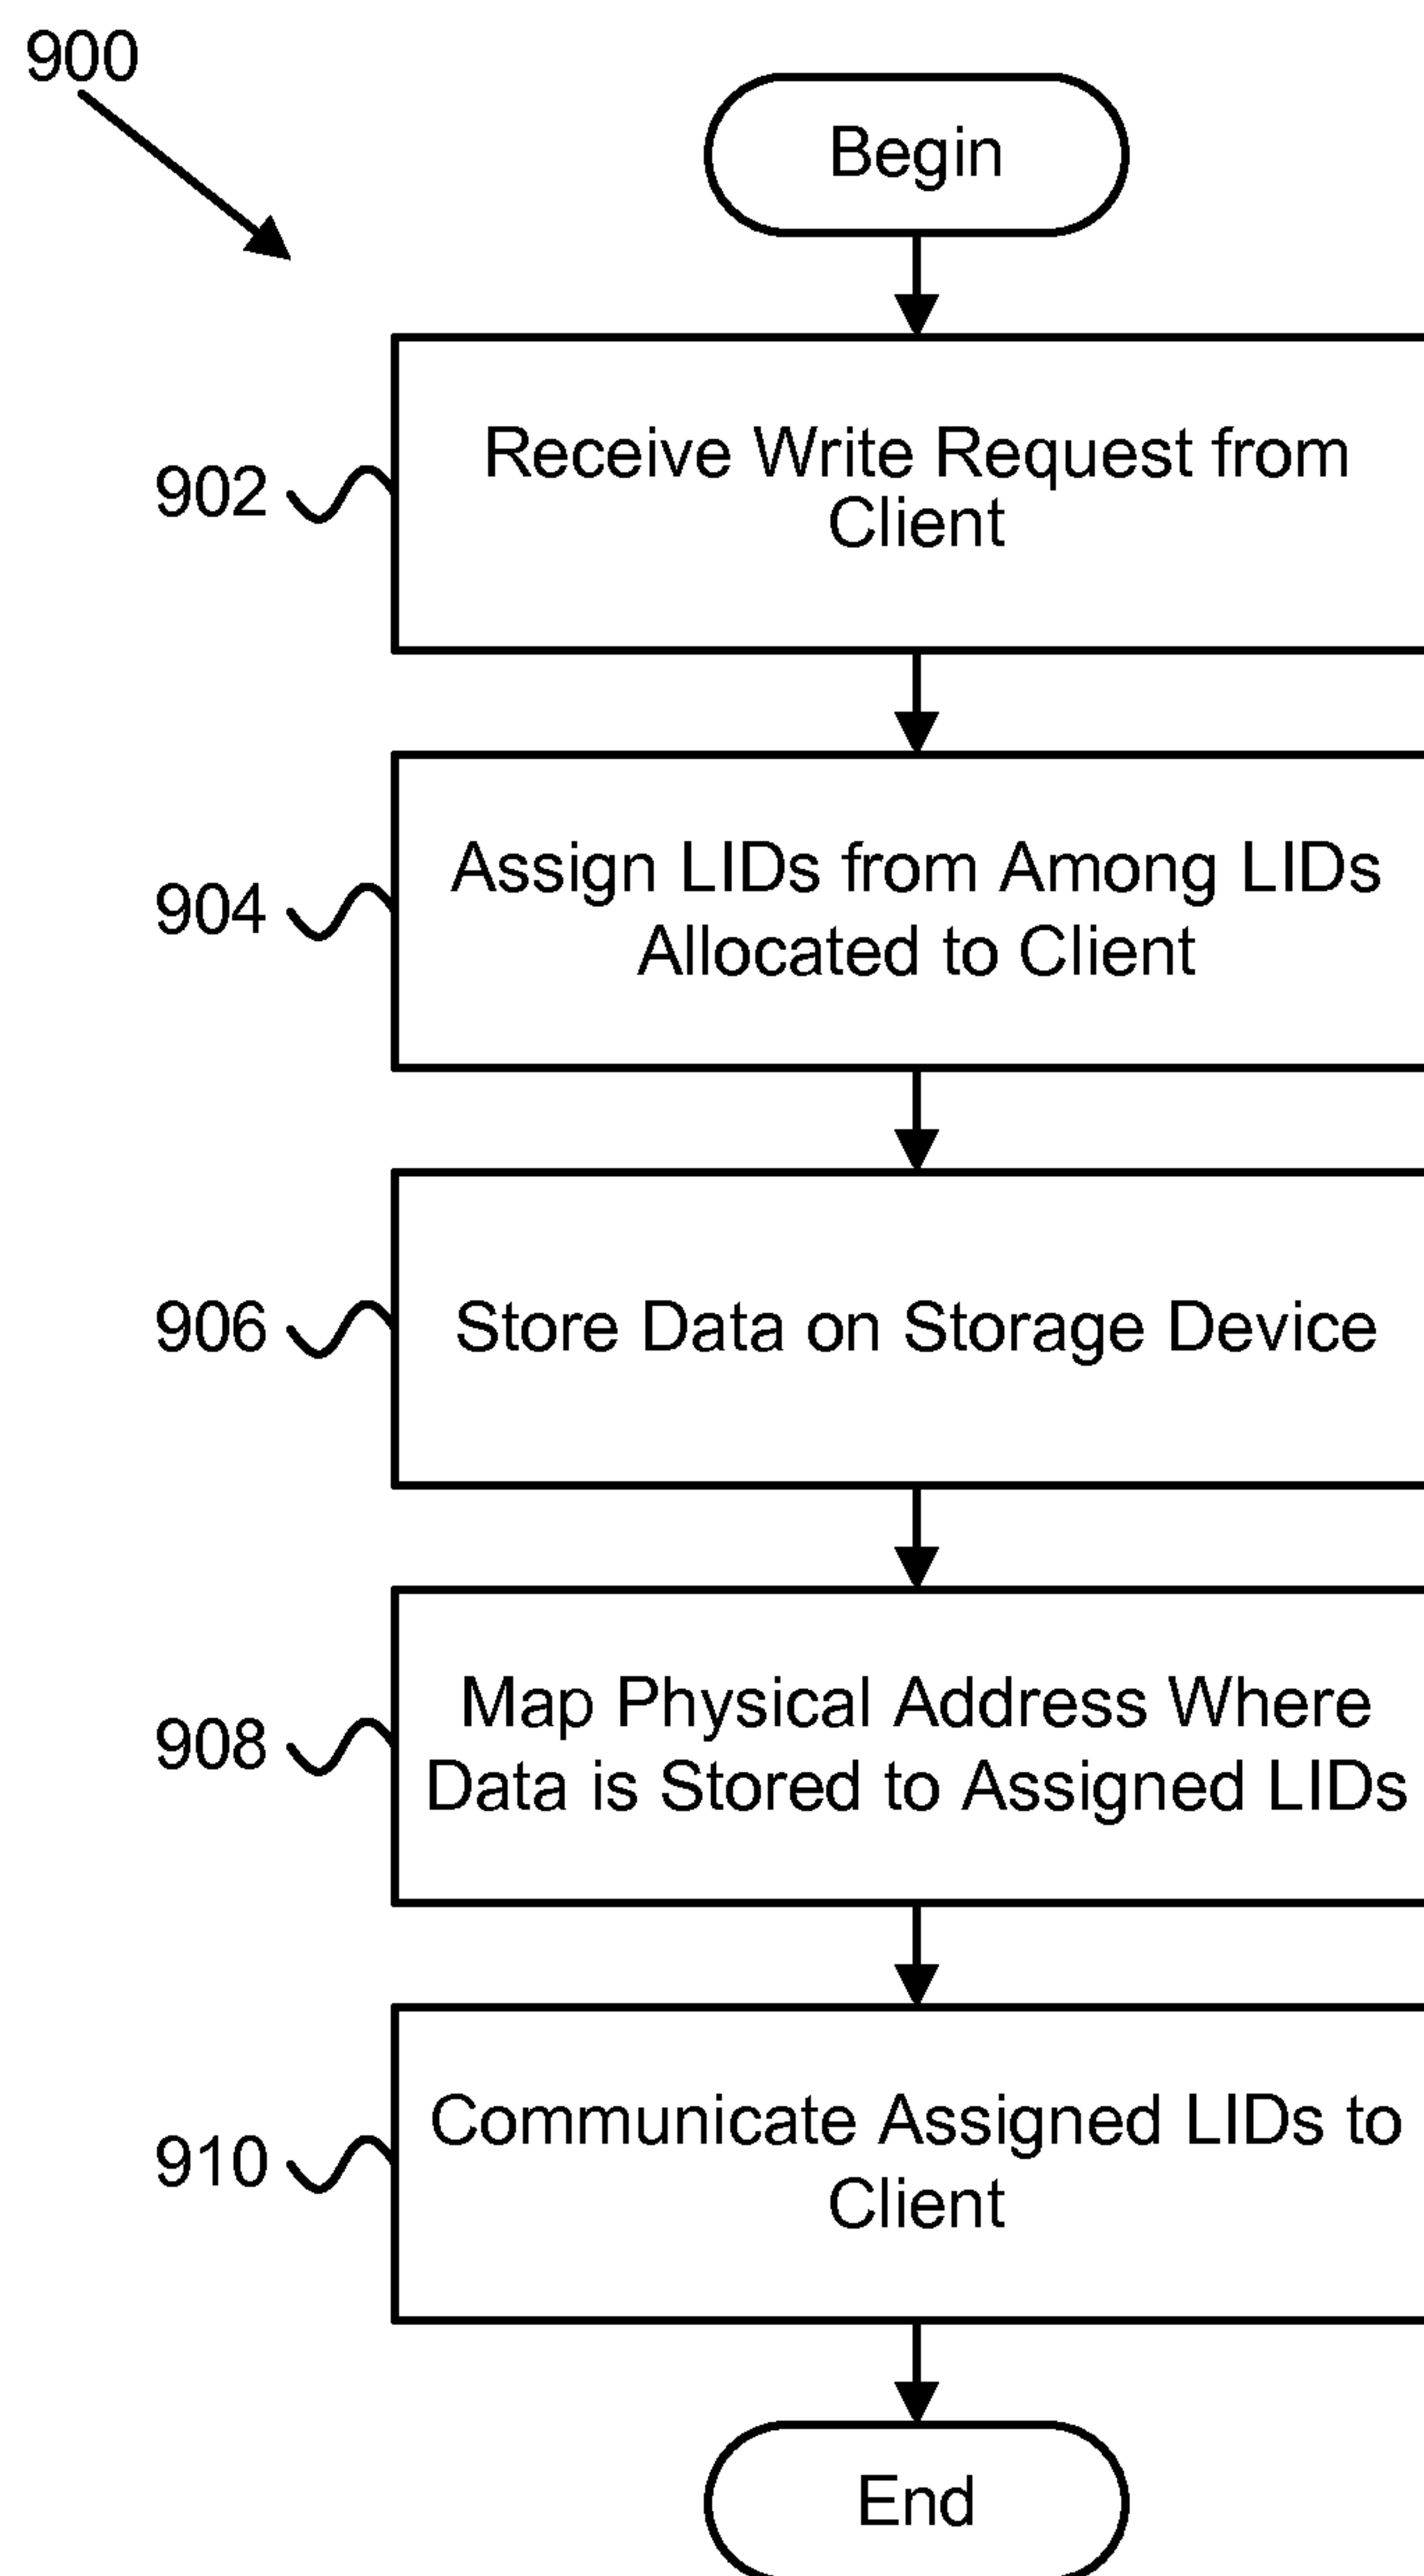 900
Begin
902
Receive Write Request from
Client
904
Assign LIDs from Among LIDs
Allocated to Client
906
Store Data on Storage Device
908
Map Physical Address Where
Data is Stored to Assigned LIDs
910
Communicate Assigned LIDs to
Client
End